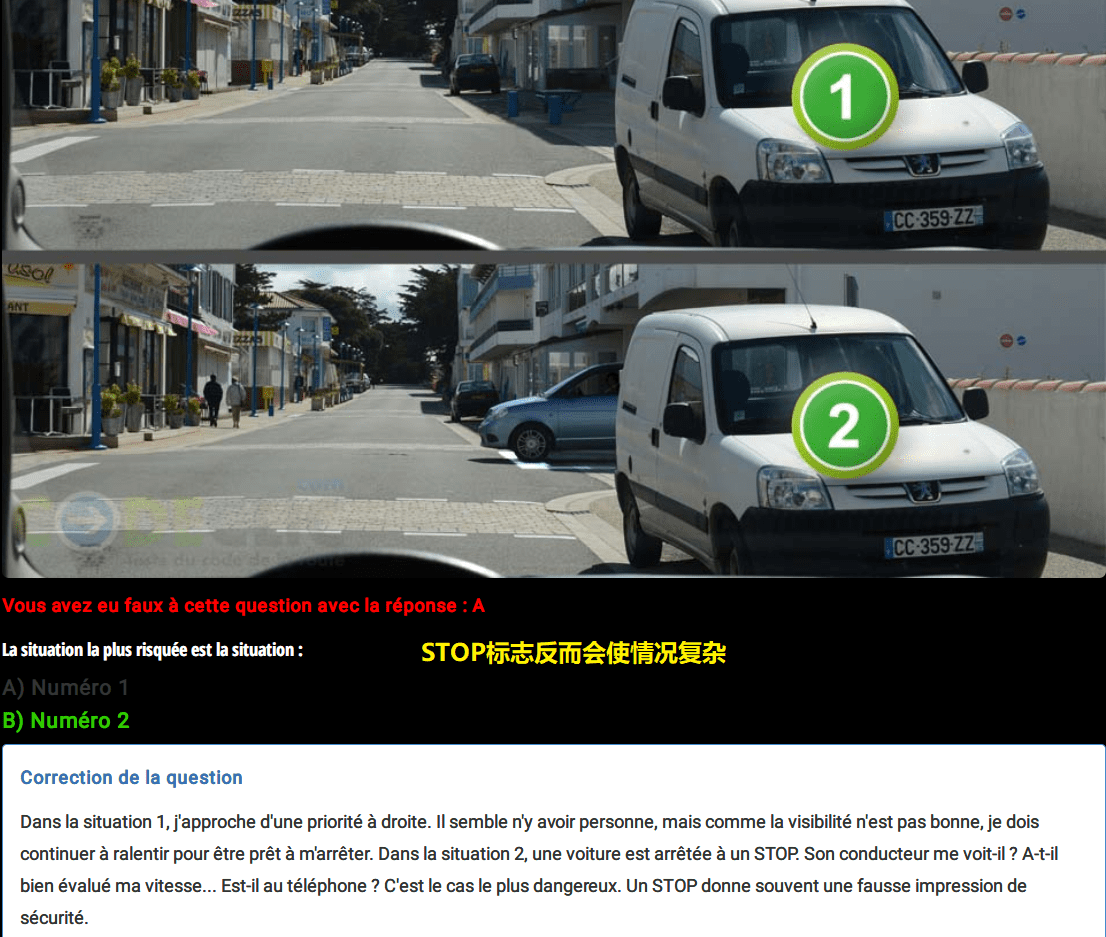 1
CC-359-ZZ
2
CC-359-ZZ
Vous avez eu faux à cette question avec la réponse : A
La situation la plus risquée est la situation :
STOP标志反而会使情况复杂
A) Numéro 1
B) Numéro 2
Correction de la question
Dans la situation 1, j'approche d'une priorité à droite. Il semble n'y avoir personne, mais comme la visibilité n'est pas bonne, je dois
continuer à ralentir pour être prêt à m'arrêter. Dans la situation 2, une voiture est arrêtée à un STOP. Son conducteur me voit-il ? A-t-il
bien évalué ma vitesse... Est-il au téléphone ? C'est le cas le plus dangereux. Un STOP donne souvent une fausse impression de
sécurité.